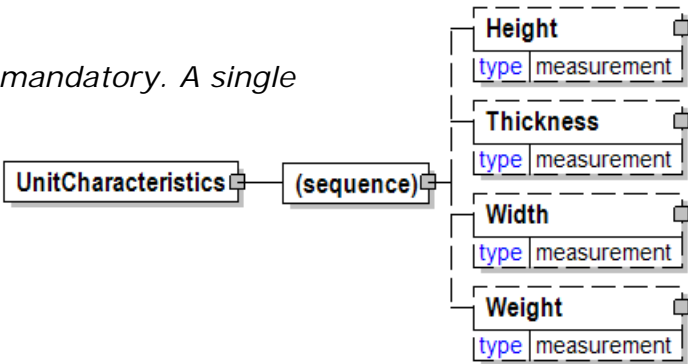 mandatory. A single
UnitCharacteristics
(sequence)
Height
type measurement
Thickness
type measurement
Width
type measurement
Weight
type measurement